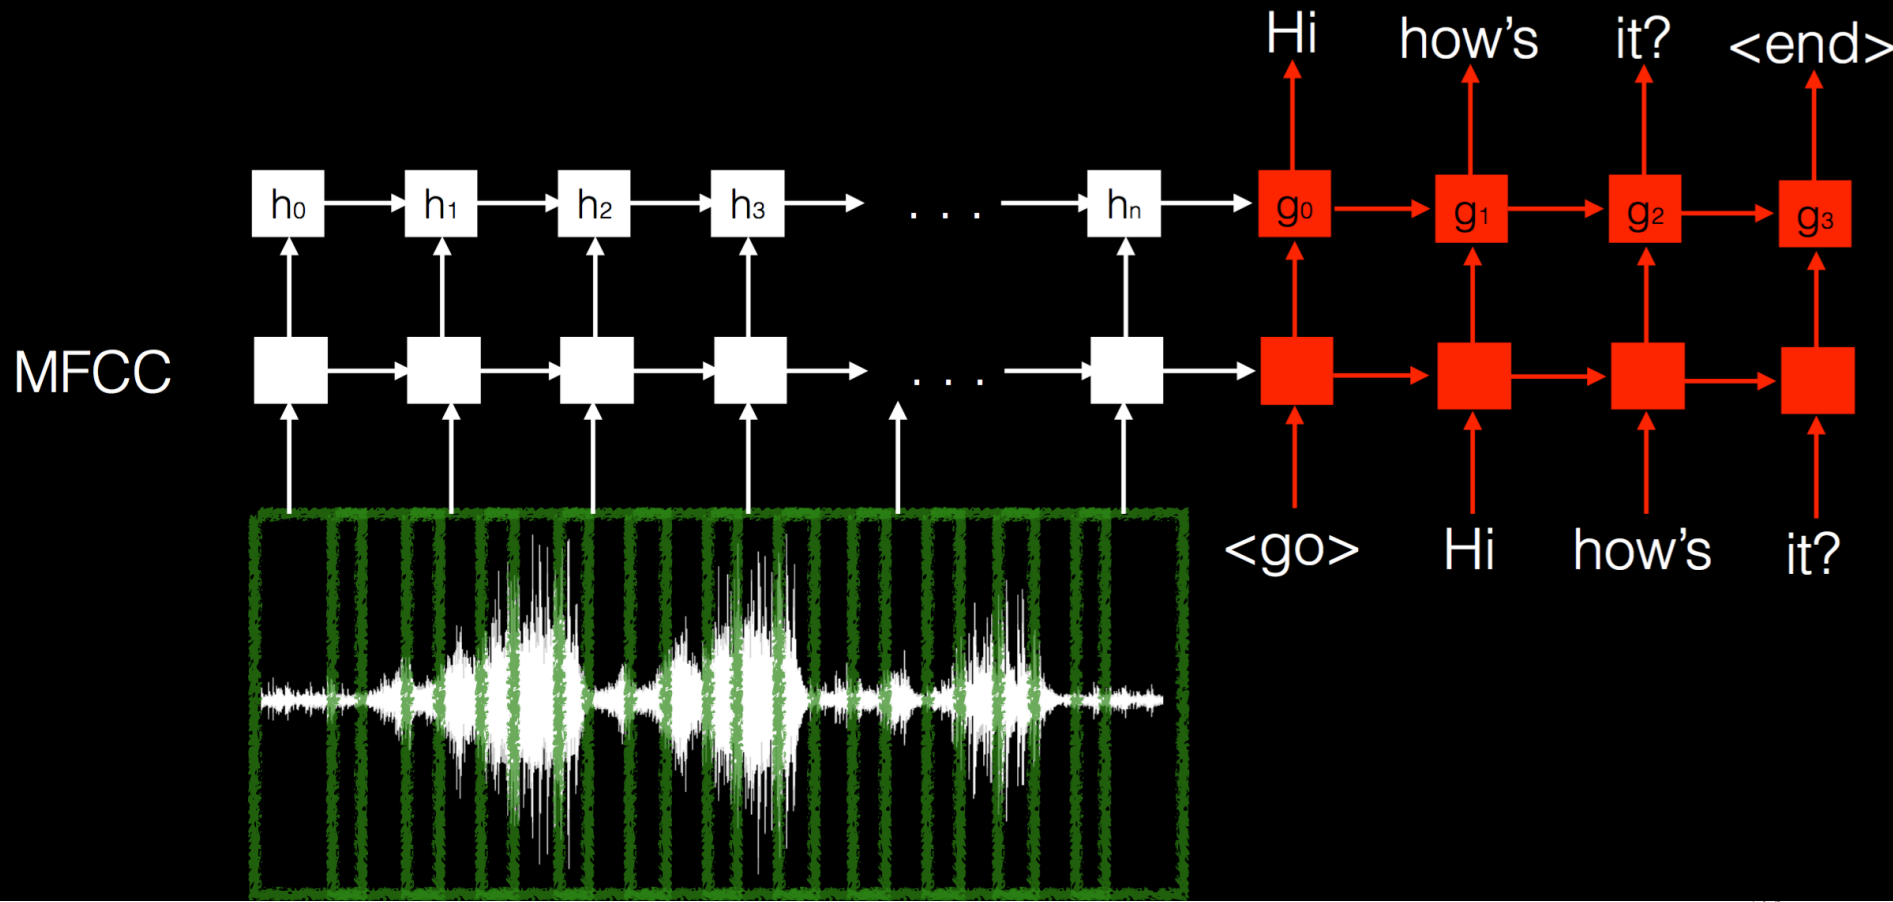 Hi how's it? <end>
h0 h1 h2 h3 . . . hn g0 g1 g2 g3
MFCC . . .
<go> Hi how's it?